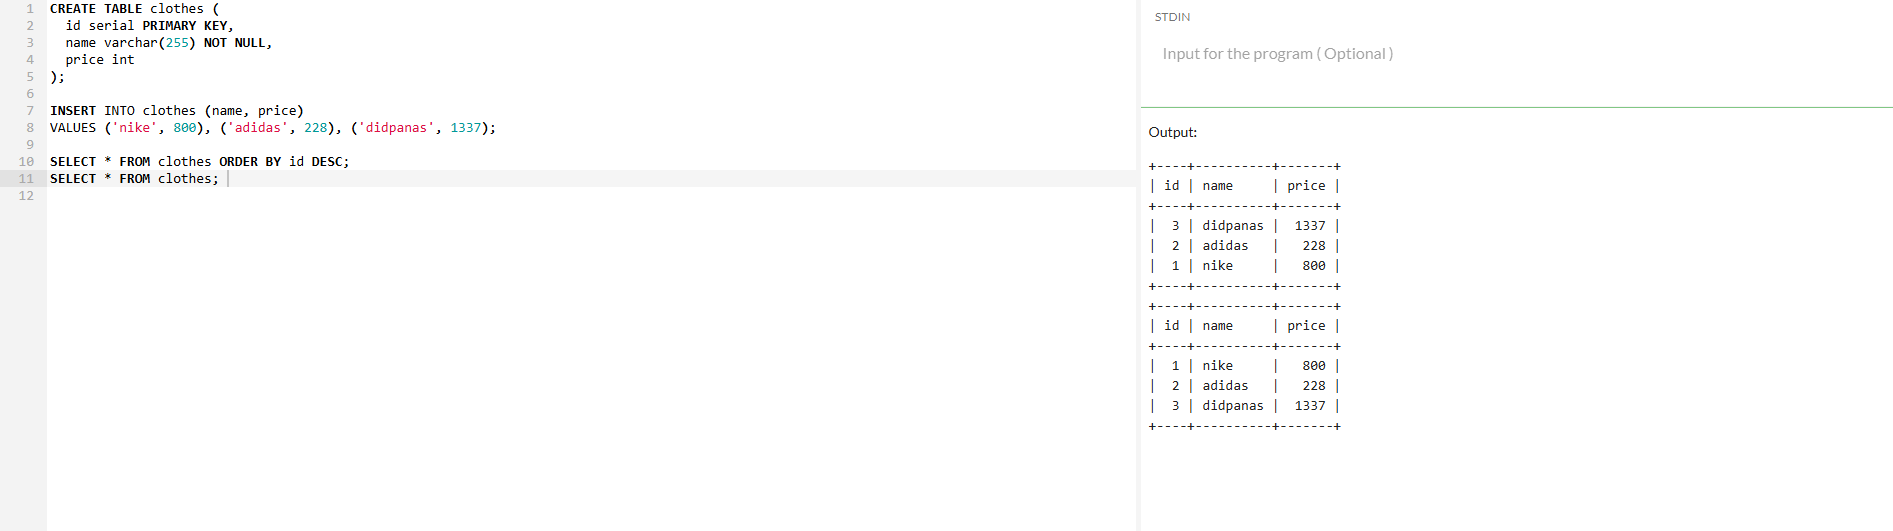 1 CREATE TABLE clothes (
2   id serial PRIMARY KEY,
3   name varchar(255) NOT NULL,
4   price int
5 );
6
7 INSERT INTO clothes (name, price)
8 VALUES ('nike', 800), ('adidas', 228), ('didpanas', 1337);
9
10 SELECT * FROM clothes ORDER BY id DESC;
11 SELECT * FROM clothes;
12
STDIN
Input for the program ( Optional )
Output:
+----+----------+-------+
| id | name     | price |
+----+----------+-------+
|  3 | didpanas |  1337 |
|  2 | adidas   |   228 |
|  1 | nike     |   800 |
+----+----------+-------+
+----+----------+-------+
| id | name     | price |
+----+----------+-------+
|  1 | nike     |   800 |
|  2 | adidas   |   228 |
|  3 | didpanas |  1337 |
+----+----------+-------+